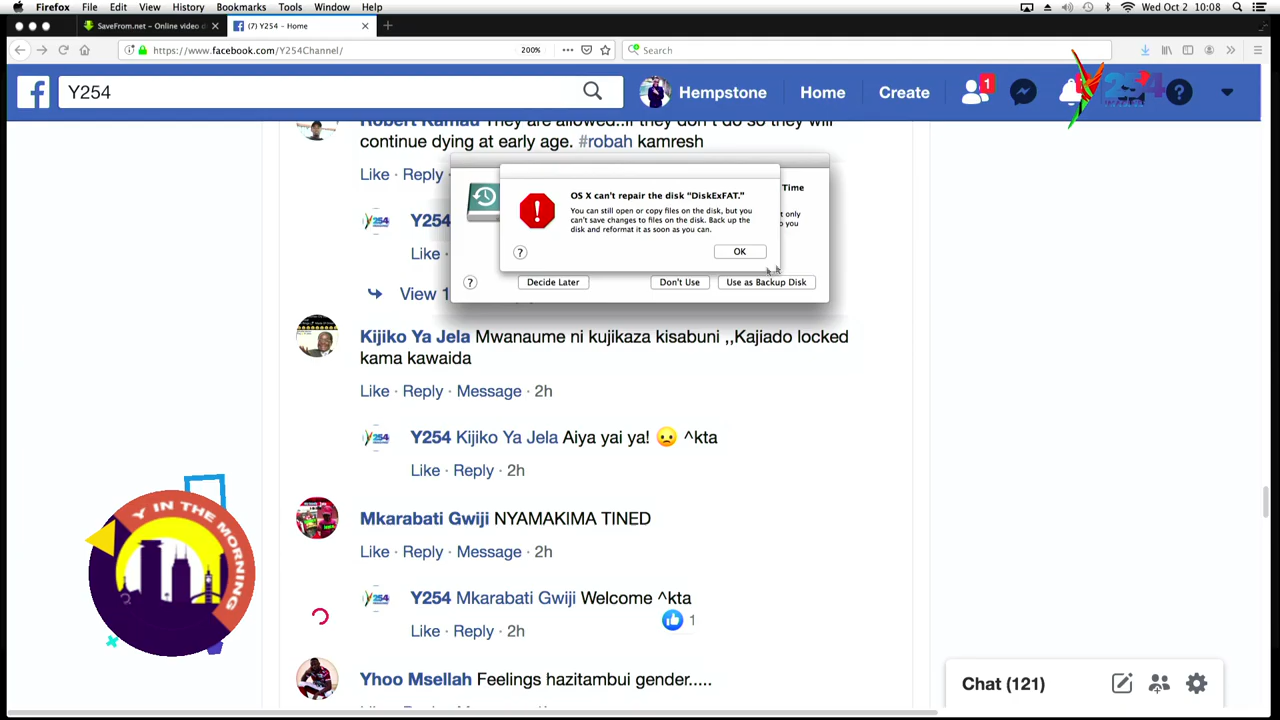 Firefox File Edit View History Bookmarks Tools Window Help Wed Oct 2 10:08
SaveFrom.net – Online video d
(7) Y254 - Home
https://www.facebook.com/Y254Channel/ 200% Search
Y254 Hempstone Home Create 1
254
Robert Kamau They are allowed..if they don't do so they will
continue dying at early age. #robah kamresh
Like · Reply ·
Y254
Like ·
View 1
Time
only
o you
OS X can't repair the disk "DiskExFAT."
You can still open or copy files on the disk, but you
can't save changes to files on the disk. Back up the
disk and reformat it as soon as you can.
? OK
? Decide Later Don't Use Use as Backup Disk
Kijiko Ya Jela Mwanaume ni kujikaza kisabuni ,,Kajiado locked
kama kawaida
Like · Reply · Message · 2h
Y254 Kijiko Ya Jela Aiya yai ya! 😞 ^kta
Like · Reply · 2h
Mkarabati Gwiji NYAMAKIMA TINED
Like · Reply · Message · 2h
Y254 Mkarabati Gwiji Welcome ^kta
1
Like · Reply · 2h
Yhoo Msellah Feelings hazitambui gender.....
Y IN THE MORNING
Chat (121)